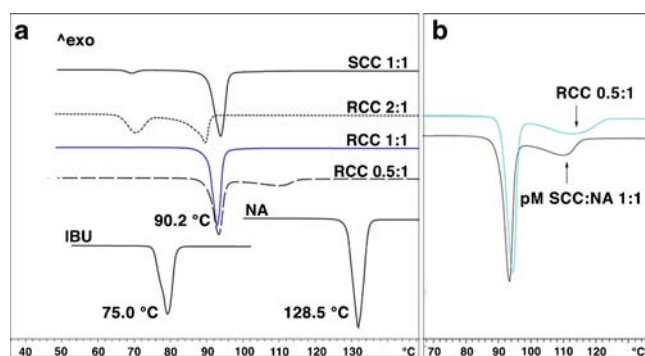 a
^exo
SCC 1:1
RCC 2:1
RCC 1:1
RCC 0.5:1
90.2 °C
NA
IBU
75.0 °C
128.5 °C
40 50 60 70 80 90 100 110 120 130 °C
b
RCC 0.5:1
pM SCC:NA 1:1
70 80 90 100 110 120 °C